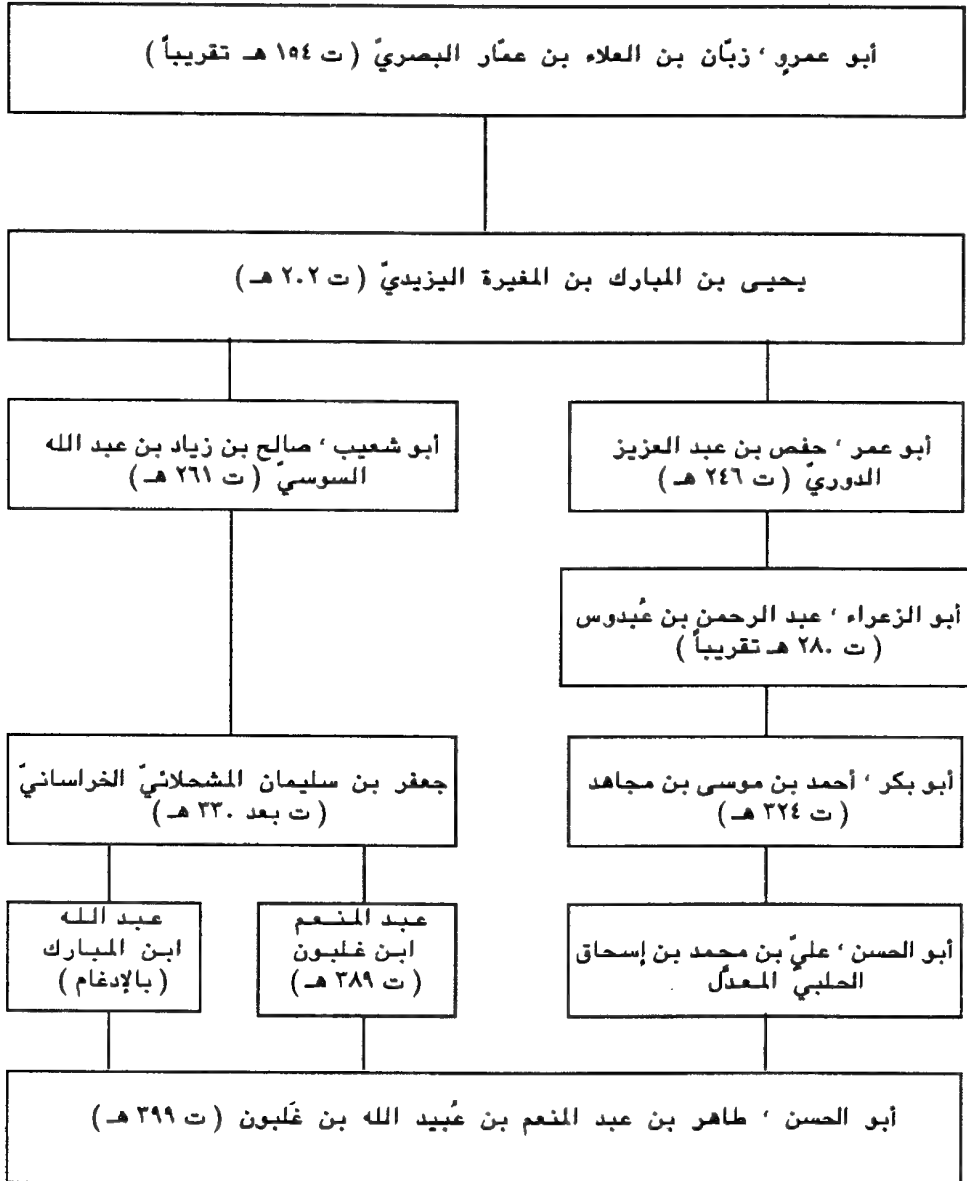 أبو عمرٍو ، زبّان بن العلاء بن عمّار البصريّ ( ت ١٥٤ هـ تقريباً )
يحيى بن المبارك بن المغيرة اليزيديّ ( ت ٢٠٢ هـ )
أبو عمر ، حفص بن عبد العزيز
الدوريّ ( ت ٢٤٦ هـ )
أبو شعيب ، صالح بن زياد بن عبد الله
السوسيّ ( ت ٢٦١ هـ )
أبو الزعراء ، عبد الرحمن بن عُبدوس
( ت ٢٨٠ هـ تقريباً )
أبو بكر ، أحمد بن موسى بن مجاهد
( ت ٣٢٤ هـ )
جعفر بن سليمان المشحلائيّ الخراسانيّ
( ت بعد ٣٣٠ هـ )
أبو الحسن ، عليّ بن محمد بن إسحاق
الحلبيّ المعدَّل
عبد المنعم
ابن غلبون
( ت ٣٨٩ هـ )
عبد الله
ابن المبارك
( بالإدغام )
أبو الحسن ، طاهر بن عبد المنعم بن عُبيد الله بن غَلبون ( ت ٣٩٩ هـ )